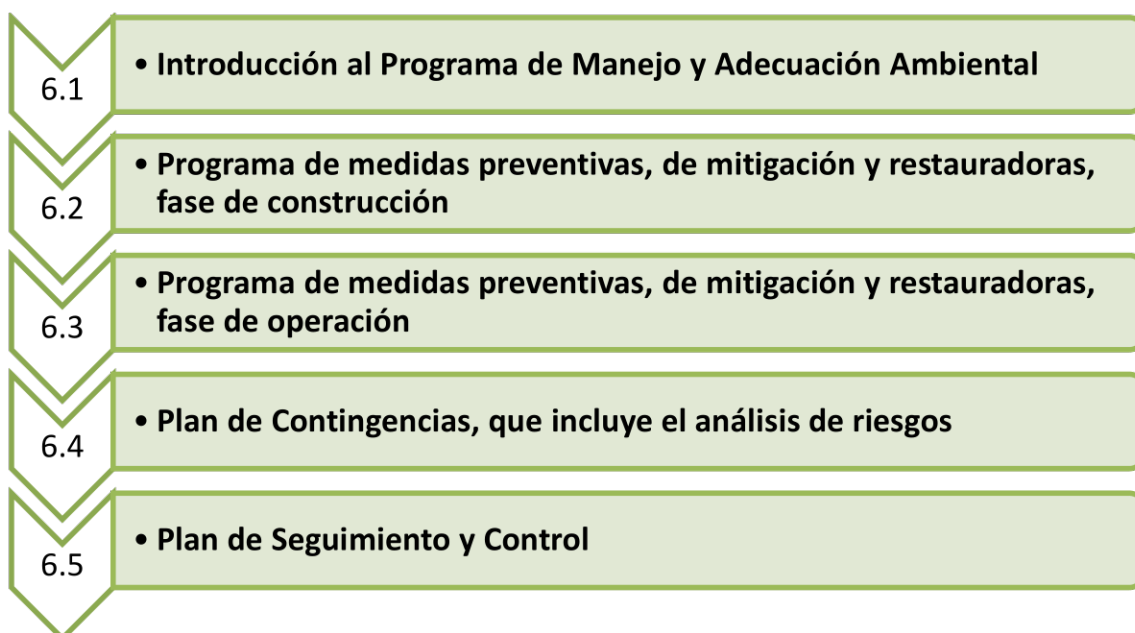 6.1
• Introducción al Programa de Manejo y Adecuación Ambiental
6.2
• Programa de medidas preventivas, de mitigación y restauradoras,
fase de construcción
6.3
• Programa de medidas preventivas, de mitigación y restauradoras,
fase de operación
6.4
• Plan de Contingencias, que incluye el análisis de riesgos
6.5
• Plan de Seguimiento y Control